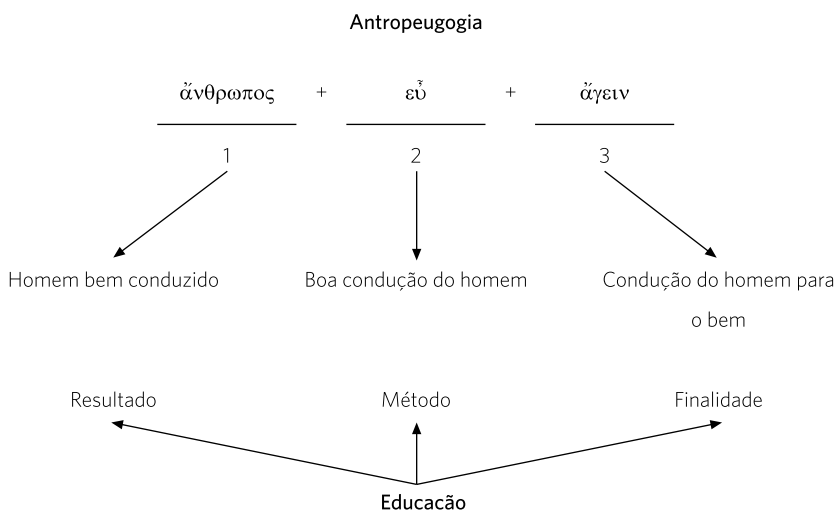 Antropeugogia
ἄνθρωπος + εὖ + ἄγειν
1 2 3
Homem bem conduzido Boa condução do homem Condução do homem para
o bem
Resultado Método Finalidade
Educacão